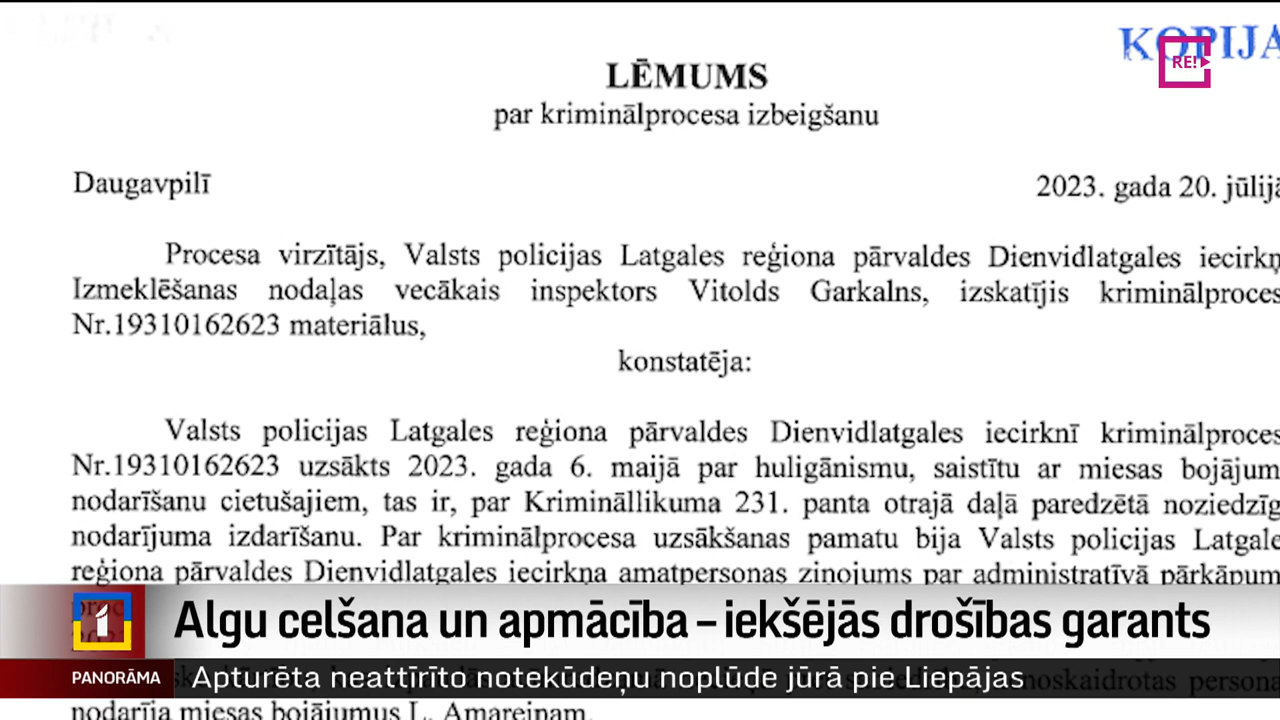 KOPIJA
RE!
LĒMUMS
par kriminālprocesa izbeigšanu
Daugavpilī 2023. gada 20. jūlijā
Procesa virzītājs, Valsts policijas Latgales reģiona pārvaldes Dienvidlatgales iecirkņ
Izmeklēšanas nodaļas vecākais inspektors Vitolds Garkalns, izskatījis kriminālproces
Nr.19310162623 materiālus,
konstatēja:
Valsts policijas Latgales reģiona pārvaldes Dienvidlatgales iecirknī kriminālproces
Nr.19310162623 uzsākts 2023. gada 6. maijā par huligānismu, saistītu ar miesas bojājum
nodarīšanu cietušajiem, tas ir, par Krimināllikuma 231. panta otrajā daļā paredzētā noziedzīg
nodarījuma izdarīšanu. Par kriminālprocesa uzsākšanas pamatu bija Valsts policijas Latgale
reģiona pārvaldes Dienvidlatgales iecirkņa amatpersonas ziņojums par administratīvā pārkāpum
1 Algu celšana un apmācība – iekšējās drošības garants
PANORĀMA Apturēta neattīrīto notekūdeņu noplūde jūrā pie Liepājas
nodarīja miesas bojājumus L. Amareinam.